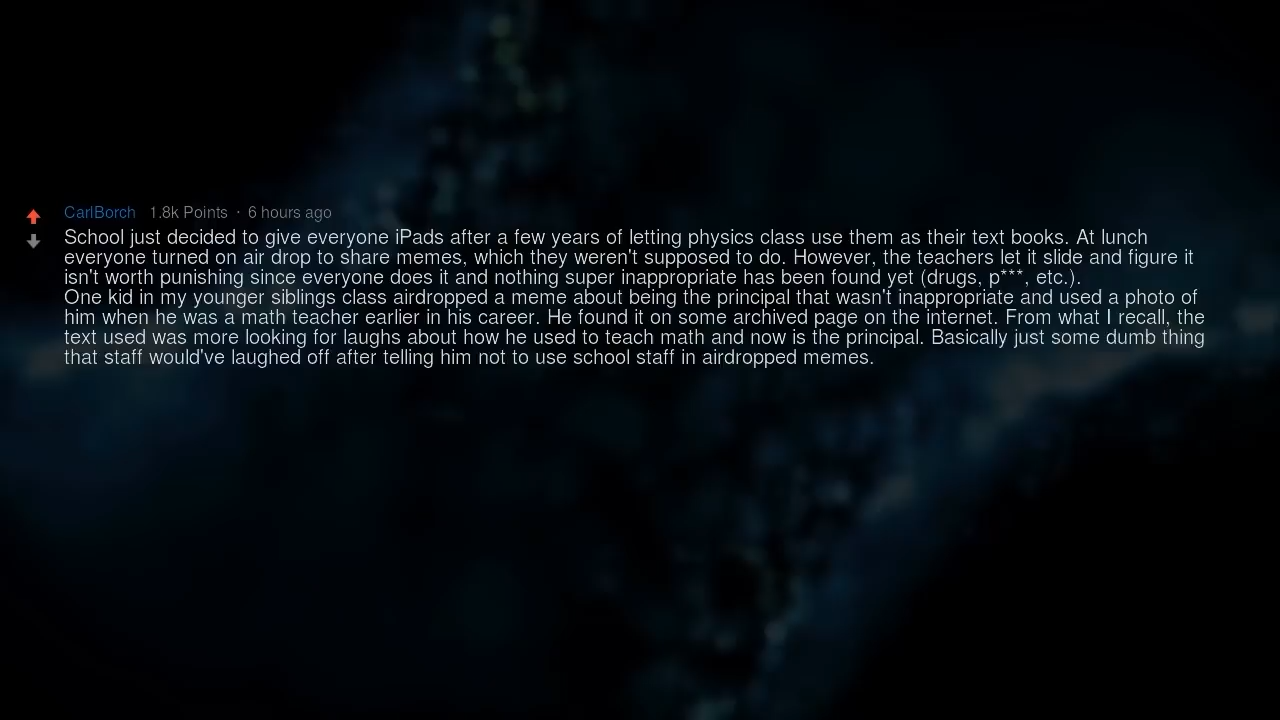 CarlBorch 1.8k Points · 6 hours ago
School just decided to give everyone iPads after a few years of letting physics class use them as their text books. At lunch
everyone turned on air drop to share memes, which they weren't supposed to do. However, the teachers let it slide and figure it
isn't worth punishing since everyone does it and nothing super inappropriate has been found yet (drugs, p***, etc.).
One kid in my younger siblings class airdropped a meme about being the principal that wasn't inappropriate and used a photo of
him when he was a math teacher earlier in his career. He found it on some archived page on the internet. From what I recall, the
text used was more looking for laughs about how he used to teach math and now is the principal. Basically just some dumb thing
that staff would've laughed off after telling him not to use school staff in airdropped memes.